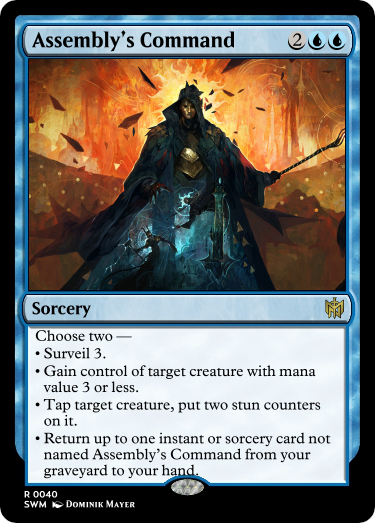 Assembly's Command 2
Sorcery
Choose two —
• Surveil 3.
• Gain control of target creature with mana
value 3 or less.
• Tap target creature, put two stun counters
on it.
• Return up to one instant or sorcery card not
named Assembly's Command from your
graveyard to your hand.
R 0040
SWM DOMINIK MAYER